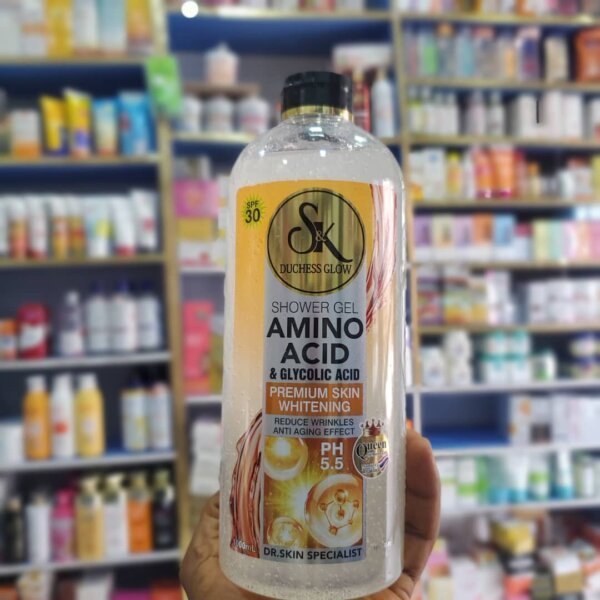 SPF
30
S&K
DUCHESS GLOW
SHOWER GEL
AMINO
ACID
& GLYCOLIC ACID
PREMIUM SKIN
WHITENING
REDUCE WRINKLES
ANTI AGING EFFECT
PH
5.5
Queen
DR.SKIN SPECIALIST